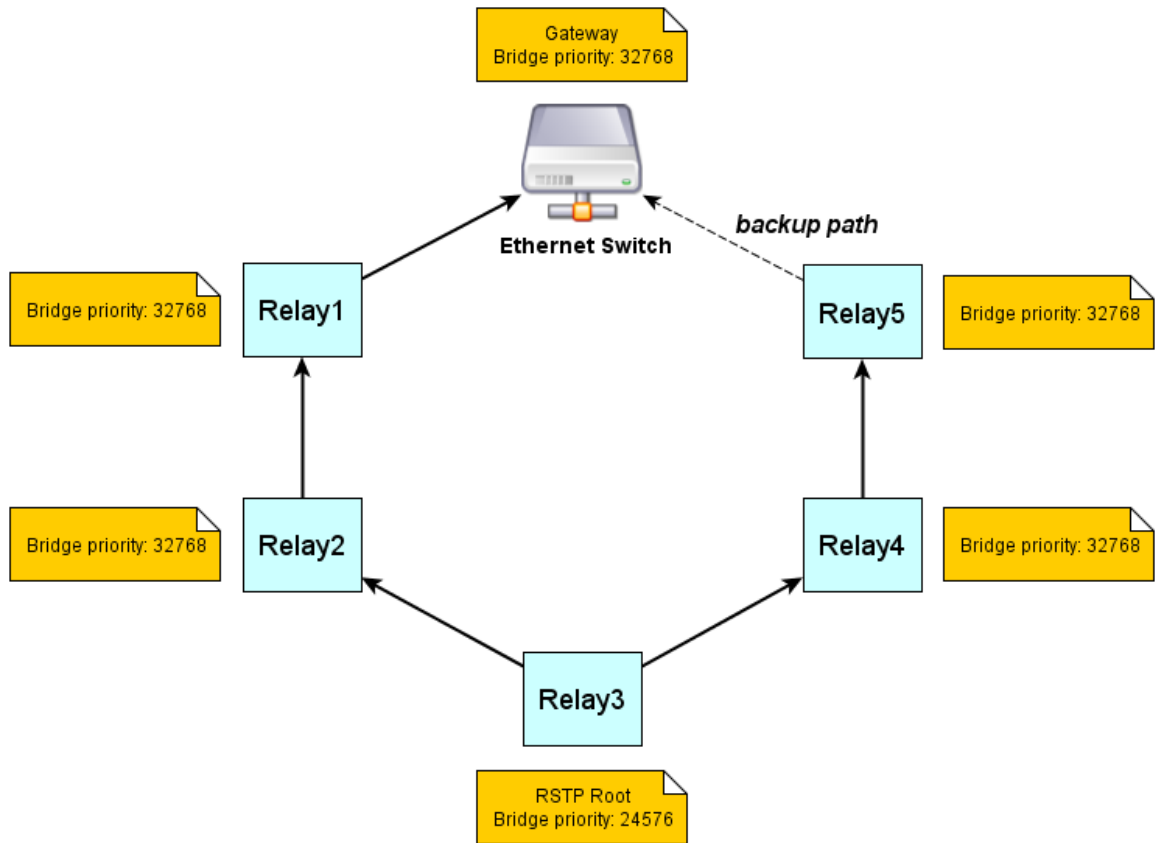 Gateway
Bridge priority: 32768
Ethernet Switch
backup path
Bridge priority: 32768
Relay1
Relay5
Bridge priority: 32768
Bridge priority: 32768
Relay2
Relay4
Bridge priority: 32768
Relay3
RSTP Root
Bridge priority: 24576